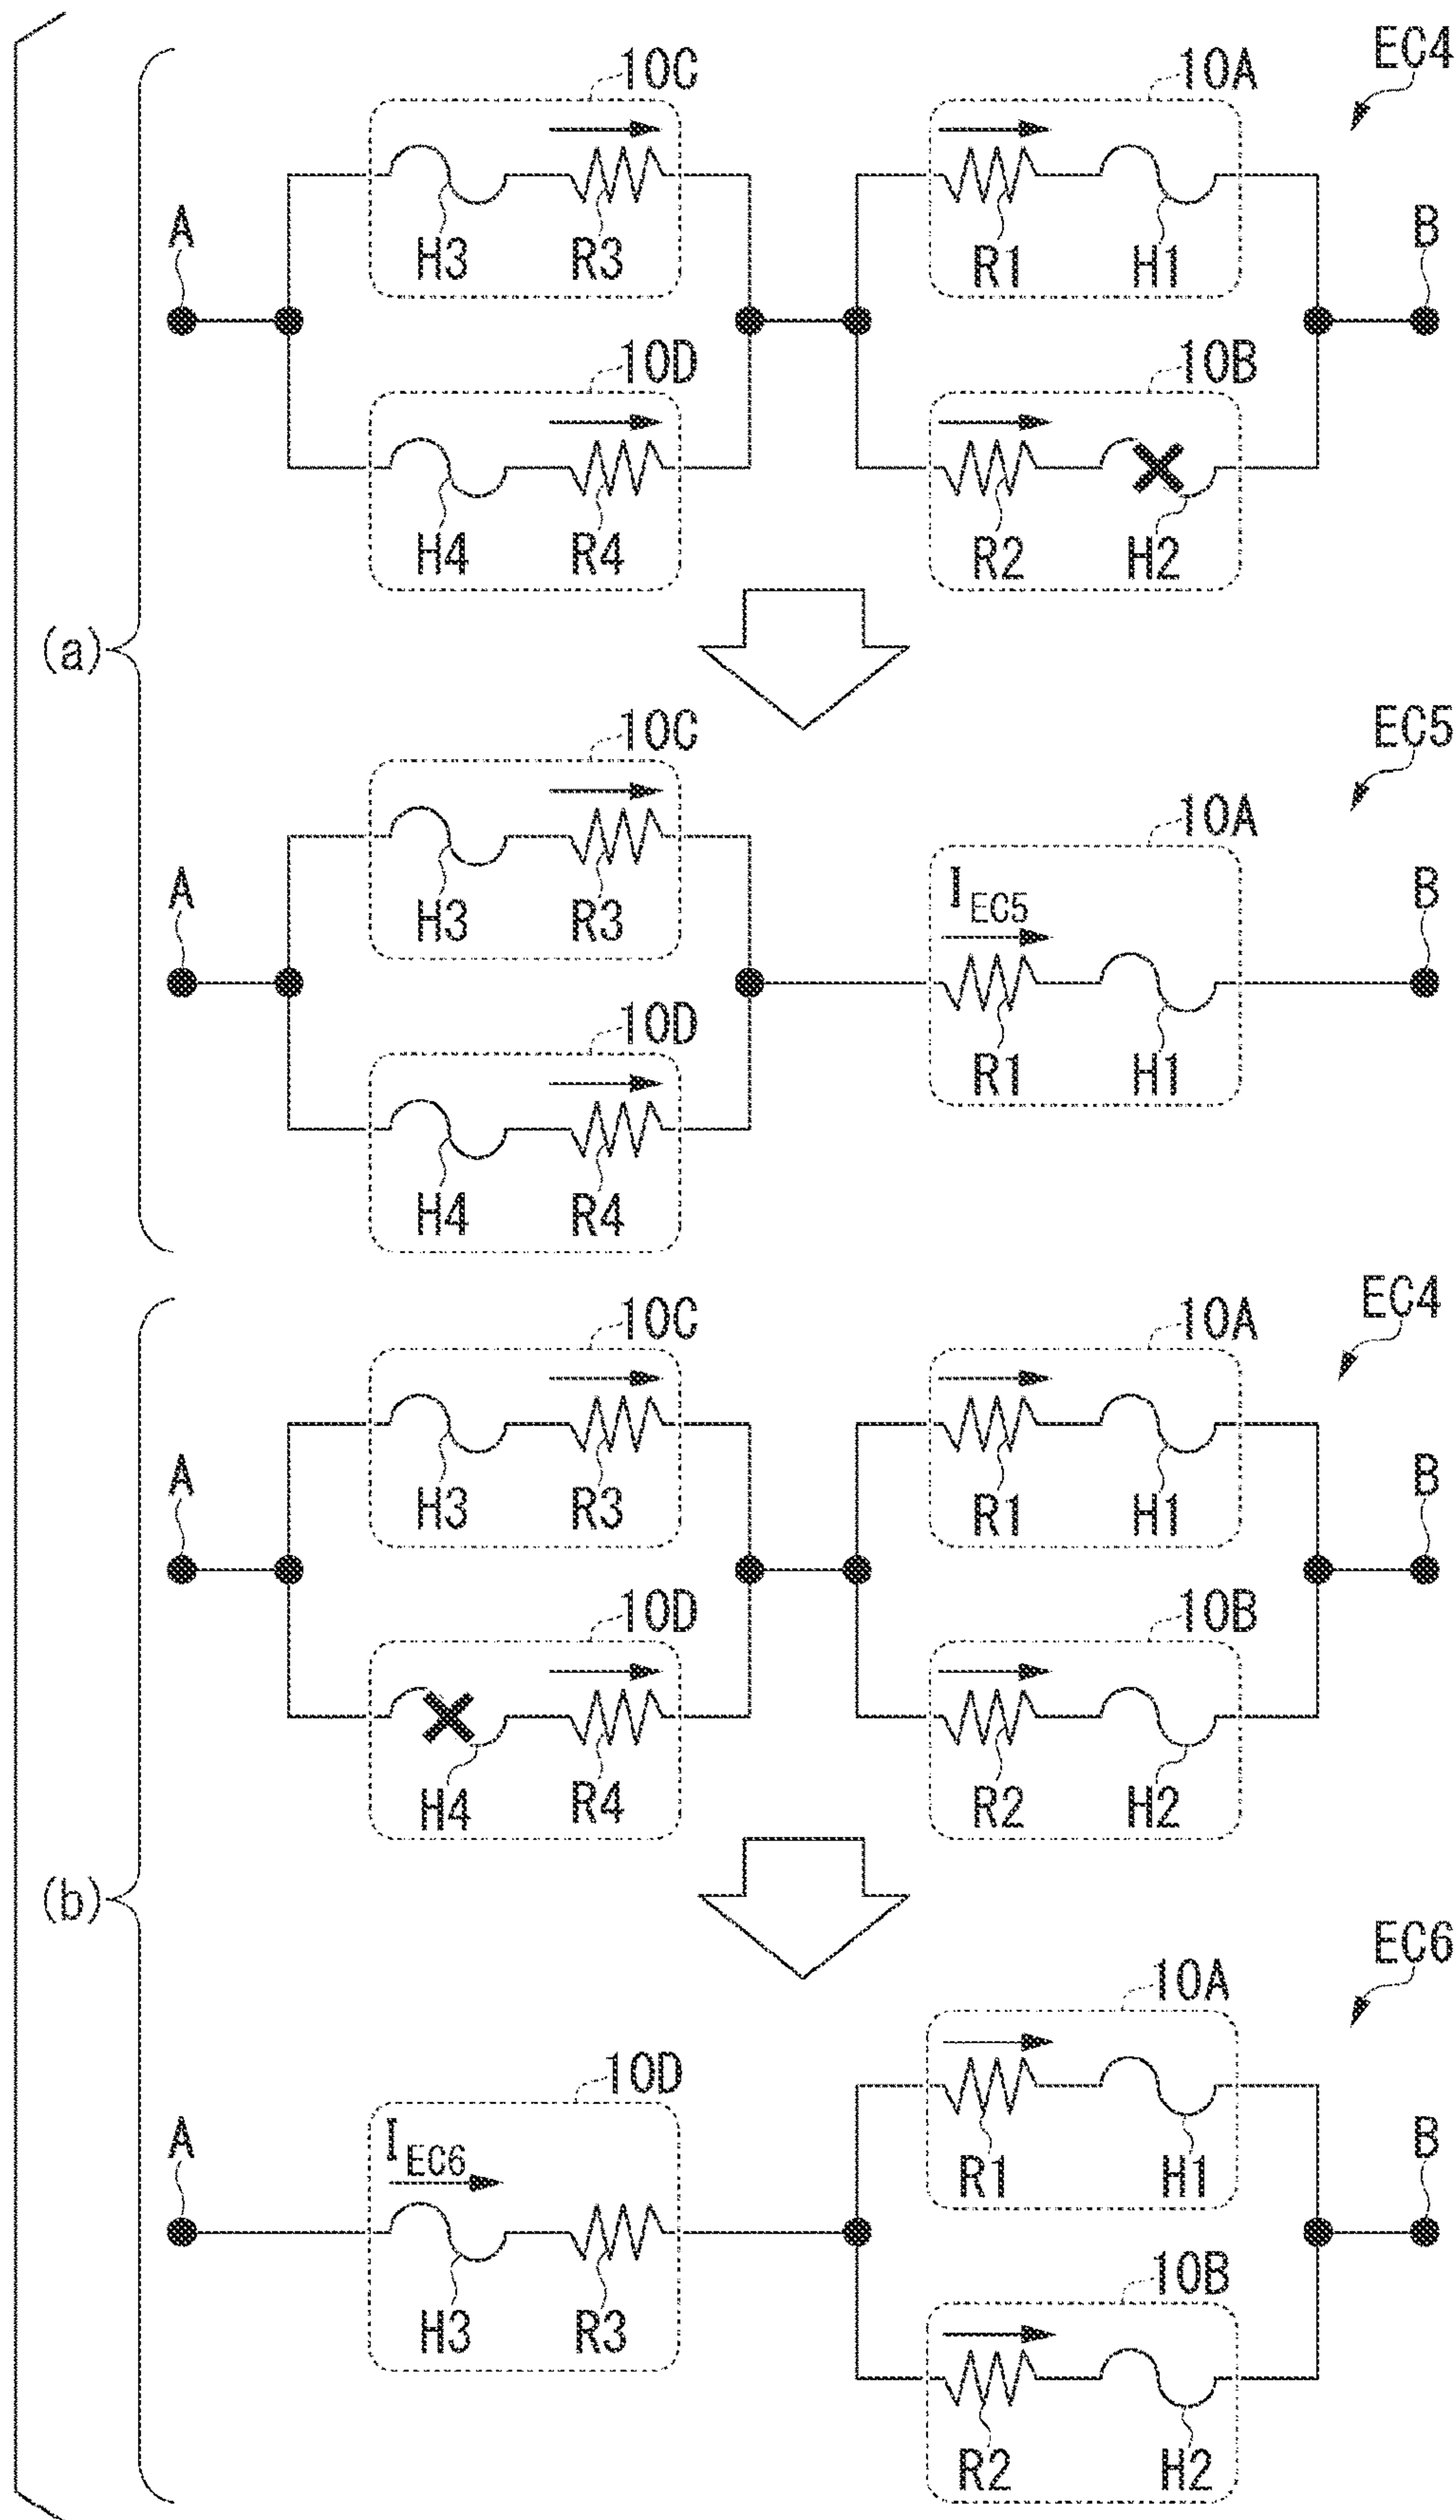 EC4
10C 10A
A B
H3 R3 R1 H1
10D 10B
H4 R4 R2 H2
(a)
EC5
10C
10A
A I EC5 B
H3 R3
10D
R1 H1
H4 R4
EC4
10C 10A
A B
H3 R3 R1 H1
10D 10B
H4 R4 R2 H2
(b)
EC6
10A
10D
A I EC6 B
R1 H1
10B
H3 R3
R2 H2